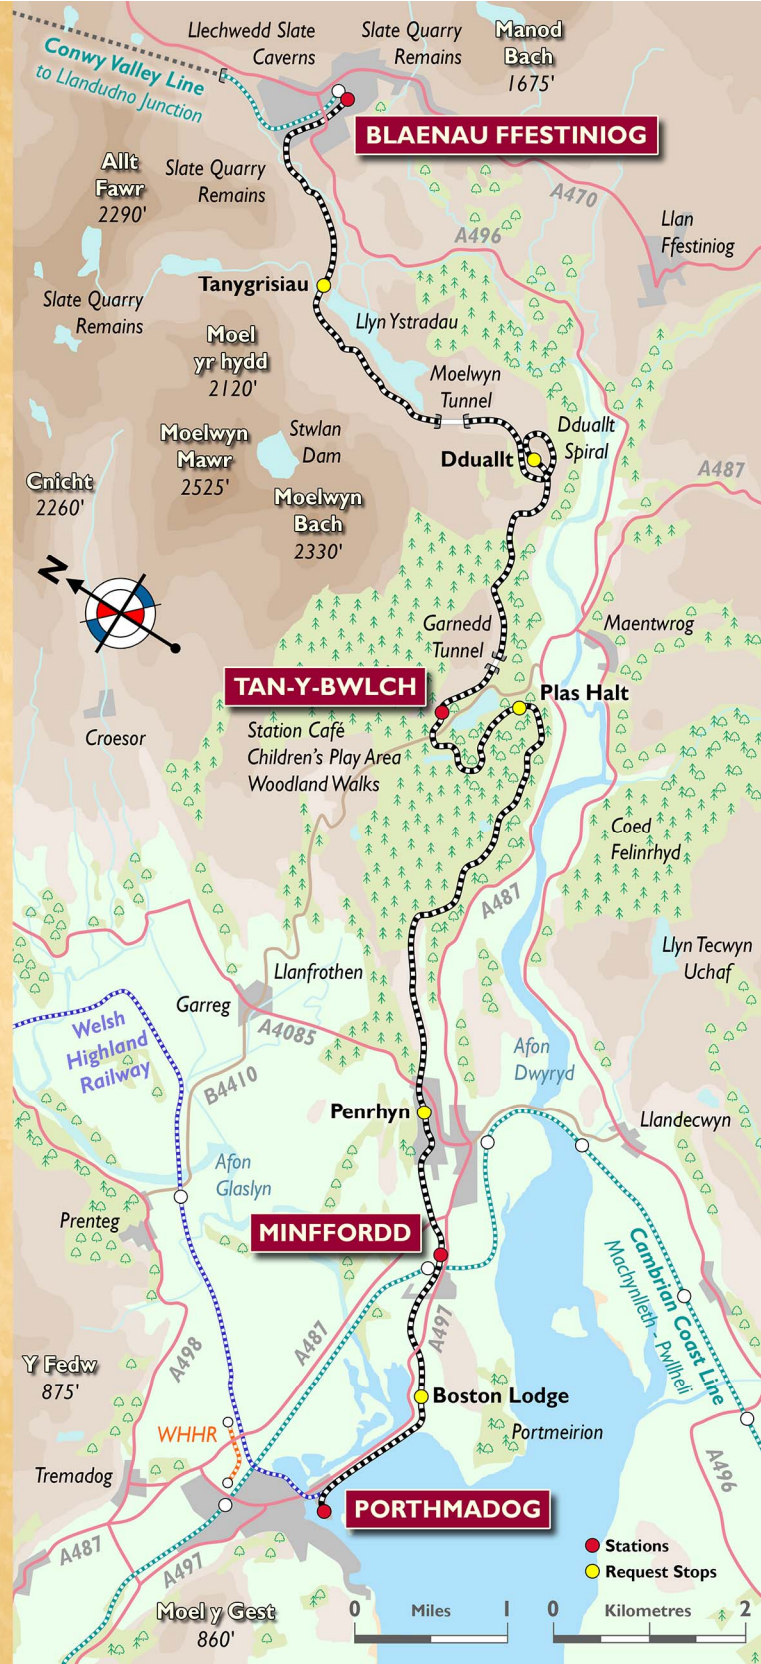 Llechwedd Slate
Caverns
Slate Quarry
Remains
Manod
Bach
1675'
Conwy Valley Line
to Llandudno Junction
BLAENAU FFESTINIOG
Allt
Fawr
2290'
Slate Quarry
Remains
A470
Llan
Ffestiniog
A496
Tanygrisiau
Slate Quarry
Remains
Llyn Ystradau
Moel
yr hydd
2120'
Moelwyn
Tunnel
Moelwyn
Mawr
2525'
Stwlan
Dam
Dduallt
Dduallt
Spiral
A487
Cnicht
2260'
Moelwyn
Bach
2330'
N
Garnedd
Tunnel
Maentwrog
TAN-Y-BWLCH
Plas Halt
Station Café
Children's Play Area
Woodland Walks
Croesor
Coed
Felinrhyd
A487
Llyn Tecwyn
Uchaf
Llanfrothen
Garreg
A4085
Welsh
Highland
Railway
B4410
Afon
Dwyryd
Penrhyn
Llandecwyn
Afon
Glaslyn
Prenteg
MINFFORDD
Cambrian Coast Line
Machynlleth - Pwllheli
A498
A487
A497
Y Fedw
875'
Boston Lodge
WHHR
Portmeirion
Tremadog
A496
PORTHMADOG
A487
A497
Stations
Request Stops
Moel y Gest
860'
0 Miles 1
0 Kilometres 2